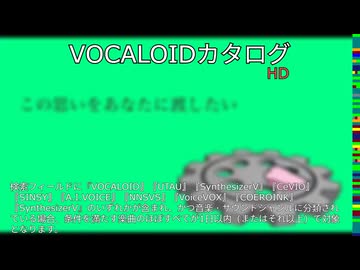 VOCALOIDカタログ
HD
この思いをあなたに渡したい
検索フィールドに『VOCALOID』『UTAU』『SynthesizerV』『CeVIO』
『SINSY』『A.I.VOICE』『NNSVS』『VoiceVOX』『COEROINK』
『SynthesizerV』のいずれかが含まれ、かつ音楽・サウンドジャンルに分類され
ている場合、条件を満たす楽曲のほぼすべてが1日以内（またはそれ以上）で対象
となります。